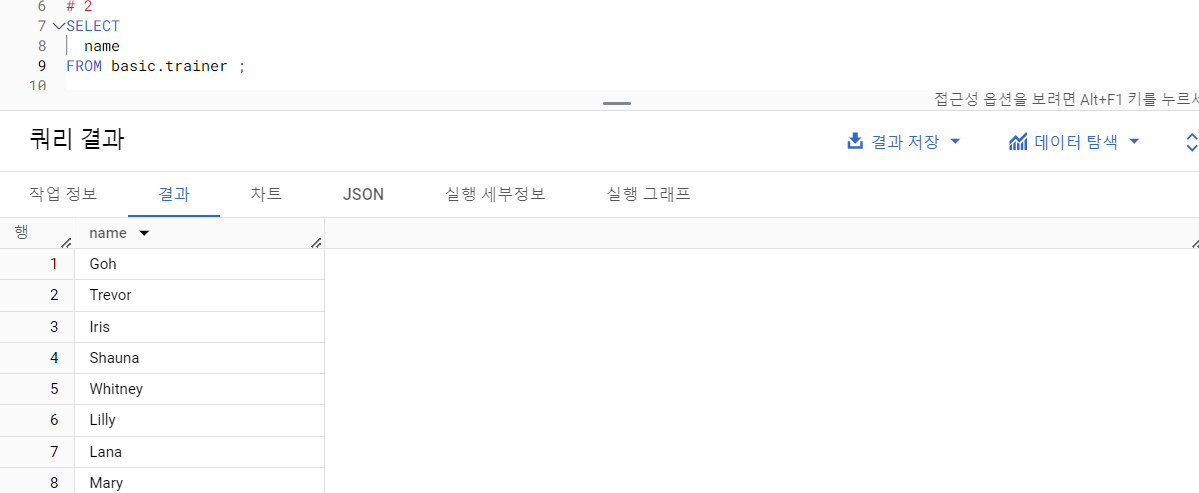 6 # 2
7 SELECT
8 name
9 FROM basic.trainer ;
10
접근성 옵션을 보려면 Alt+F1 키를 누르세
쿼리 결과
결과 저장 데이터 탐색
작업 정보 결과 차트 JSON 실행 세부정보 실행 그래프
행 name
1 Goh
2 Trevor
3 Iris
4 Shauna
5 Whitney
6 Lilly
7 Lana
8 Mary